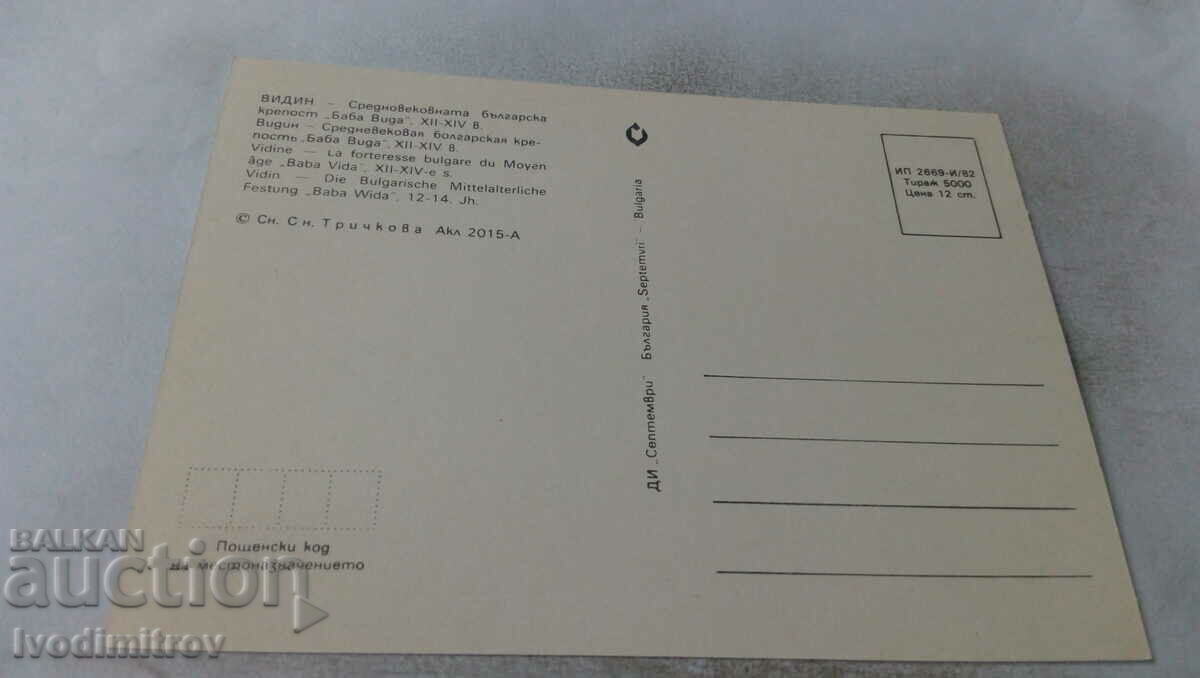 ВИДИН – Средновековната българска
крепост „Баба Вида", XII-XIV в.
Видин – Средневековая болгарская кре-
пость „Баба Вида", XII-XIV в.
Vidine – La forteresse bulgare du Moyen
âge „Baba Vida", XII-XIV-e s.
Vidin – Die Bulgarische Mittelalterliche
Festung „Baba Wida", 12-14. Jh.
© Сн. Сн. Тричкова Акл 2015-А
ДИ „Септември" България „Septemvri" – Bulgaria
ИП 2669-И/82
Тираж 5000
Цена 12 ст.
Пощенски код
на местоназначението
BALKAN
auction
Ivodimitrov